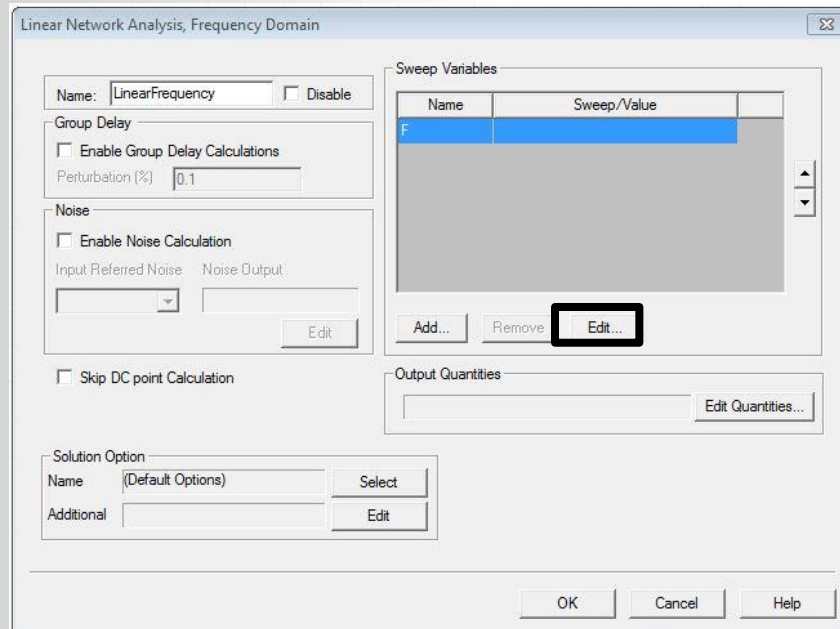 Linear Network Analysis, Frequency Domain
Name: LinearFrequency Disable
Group Delay
Enable Group Delay Calculations
Perturbation (%) 0.1
Noise
Enable Noise Calculation
Input Referred Noise Noise Output
Edit
Skip DC point Calculation
Solution Option
Name (Default Options) Select
Additional Edit
Sweep Variables
Name Sweep/Value
F
Add... Remove Edit...
Output Quantities
Edit Quantities...
OK Cancel Help